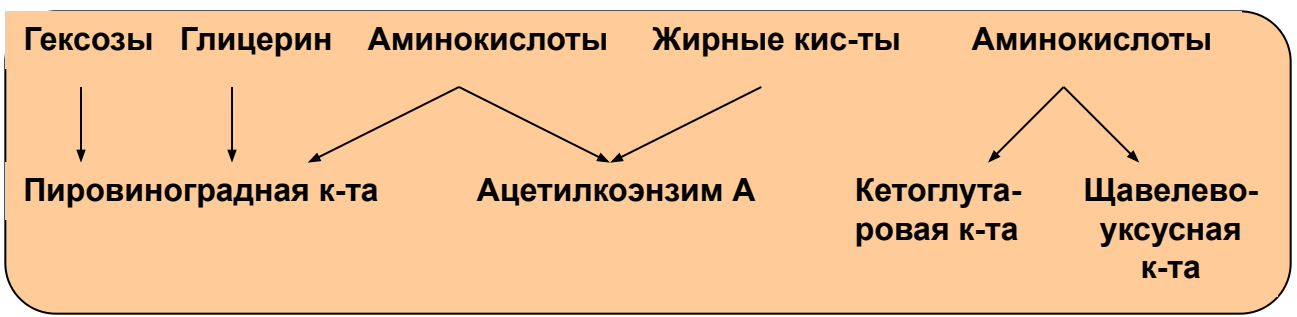 Гексозы Глицерин Аминокислоты Жирные кис-ты Аминокислоты
Пировиноградная к-та Ацетилкоэнзим А Кетоглута- Щавелево-
ровая к-та уксусная
к-та